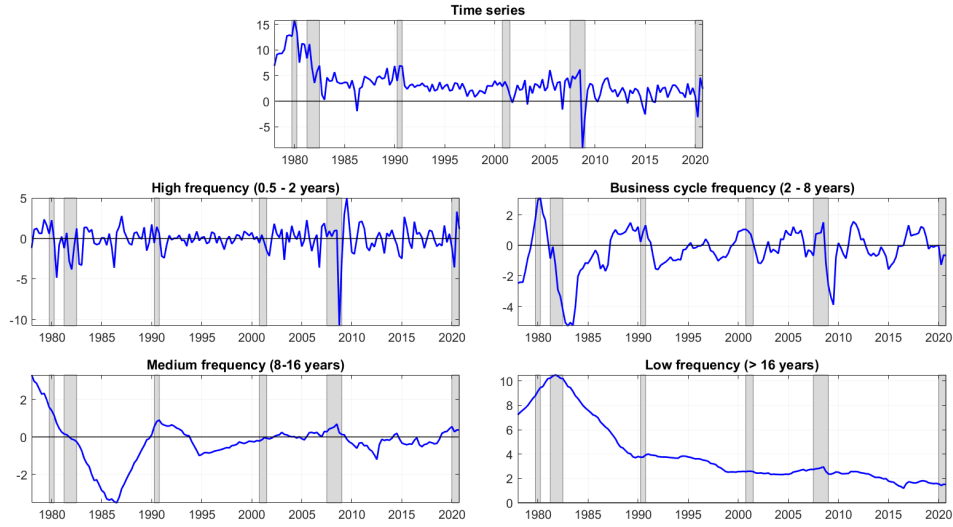 Time series
15
10
5
0
-5
1980 1985 1990 1995 2000 2005 2010 2015 2020
High frequency (0.5 - 2 years)
5
0
-5
-10
1980 1985 1990 1995 2000 2005 2010 2015 2020
Business cycle frequency (2 - 8 years)
2
0
-2
-4
1980 1985 1990 1995 2000 2005 2010 2015 2020
Medium frequency (8-16 years)
2
0
-2
1980 1985 1990 1995 2000 2005 2010 2015 2020
Low frequency (> 16 years)
10
8
6
4
2
0
1980 1985 1990 1995 2000 2005 2010 2015 2020